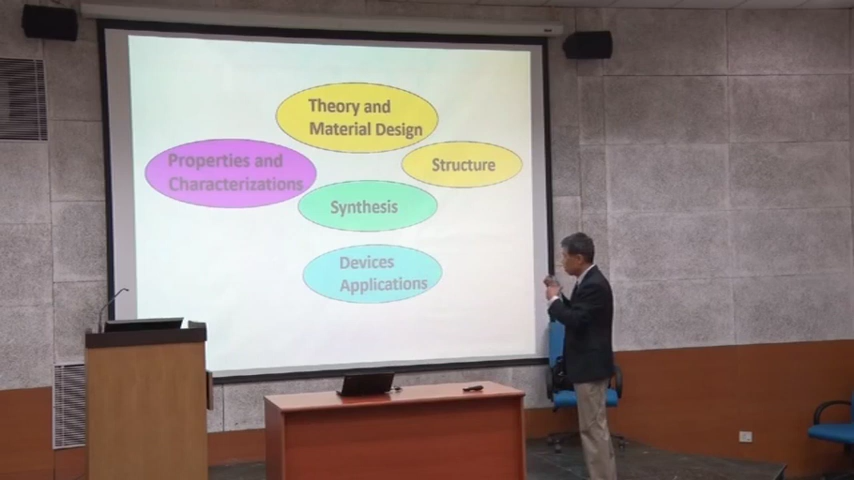 Theory and
Material Design
Properties and
Characterizations
Structure
Synthesis
Devices
Applications